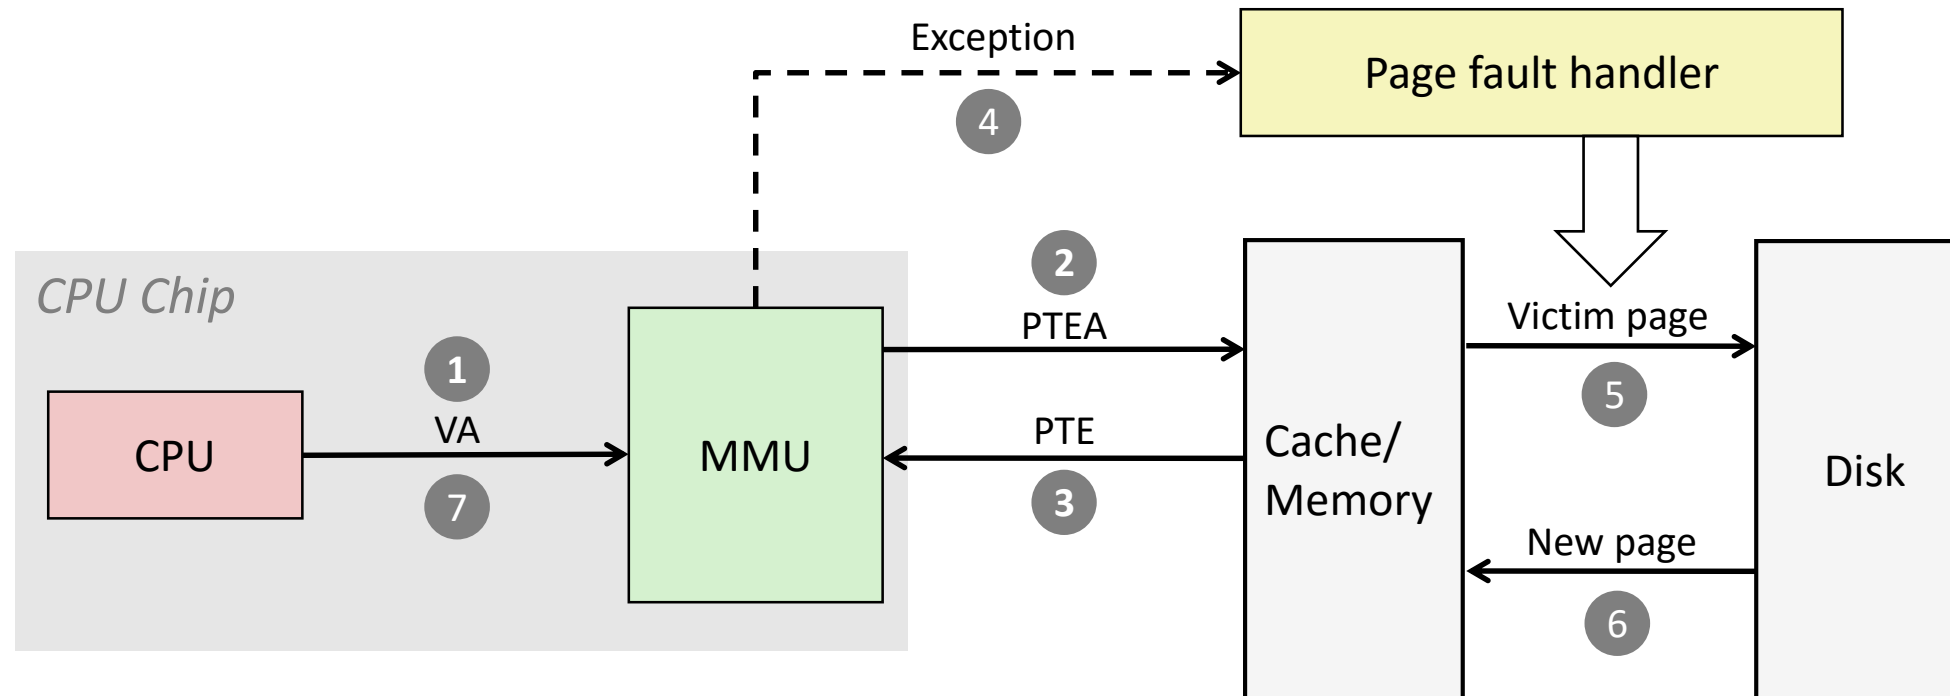 Exception
Page fault handler
4
CPU Chip
2
PTEA
Victim page
1
5
VA
PTE
CPU
MMU
Cache/
Memory
Disk
7
3
New page
6